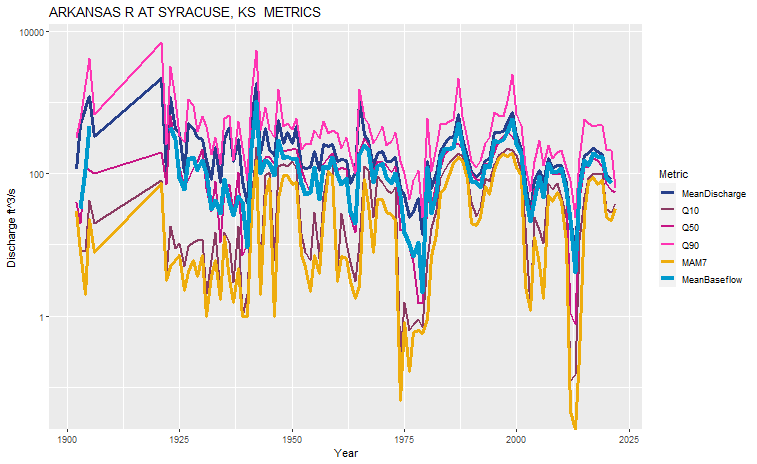 ARKANSAS R AT SYRACUSE, KS  METRICS
10000
100
1
Discharge ft^3/s
1900
1925
1950
1975
2000
2025
Year
Metric
MeanDischarge
Q10
Q50
Q90
MAM7
MeanBaseflow